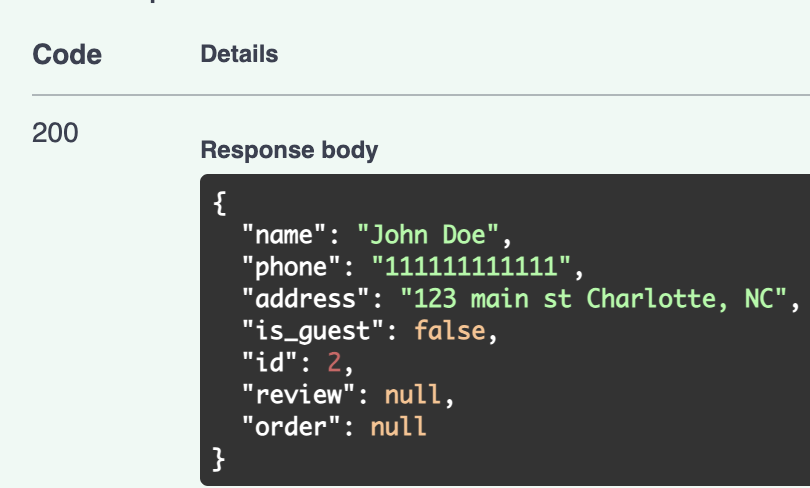 Code Details
200
Response body
{
"name": "John Doe",
"phone": "111111111111",
"address": "123 main st Charlotte, NC",
"is_guest": false,
"id": 2,
"review": null,
"order": null
}